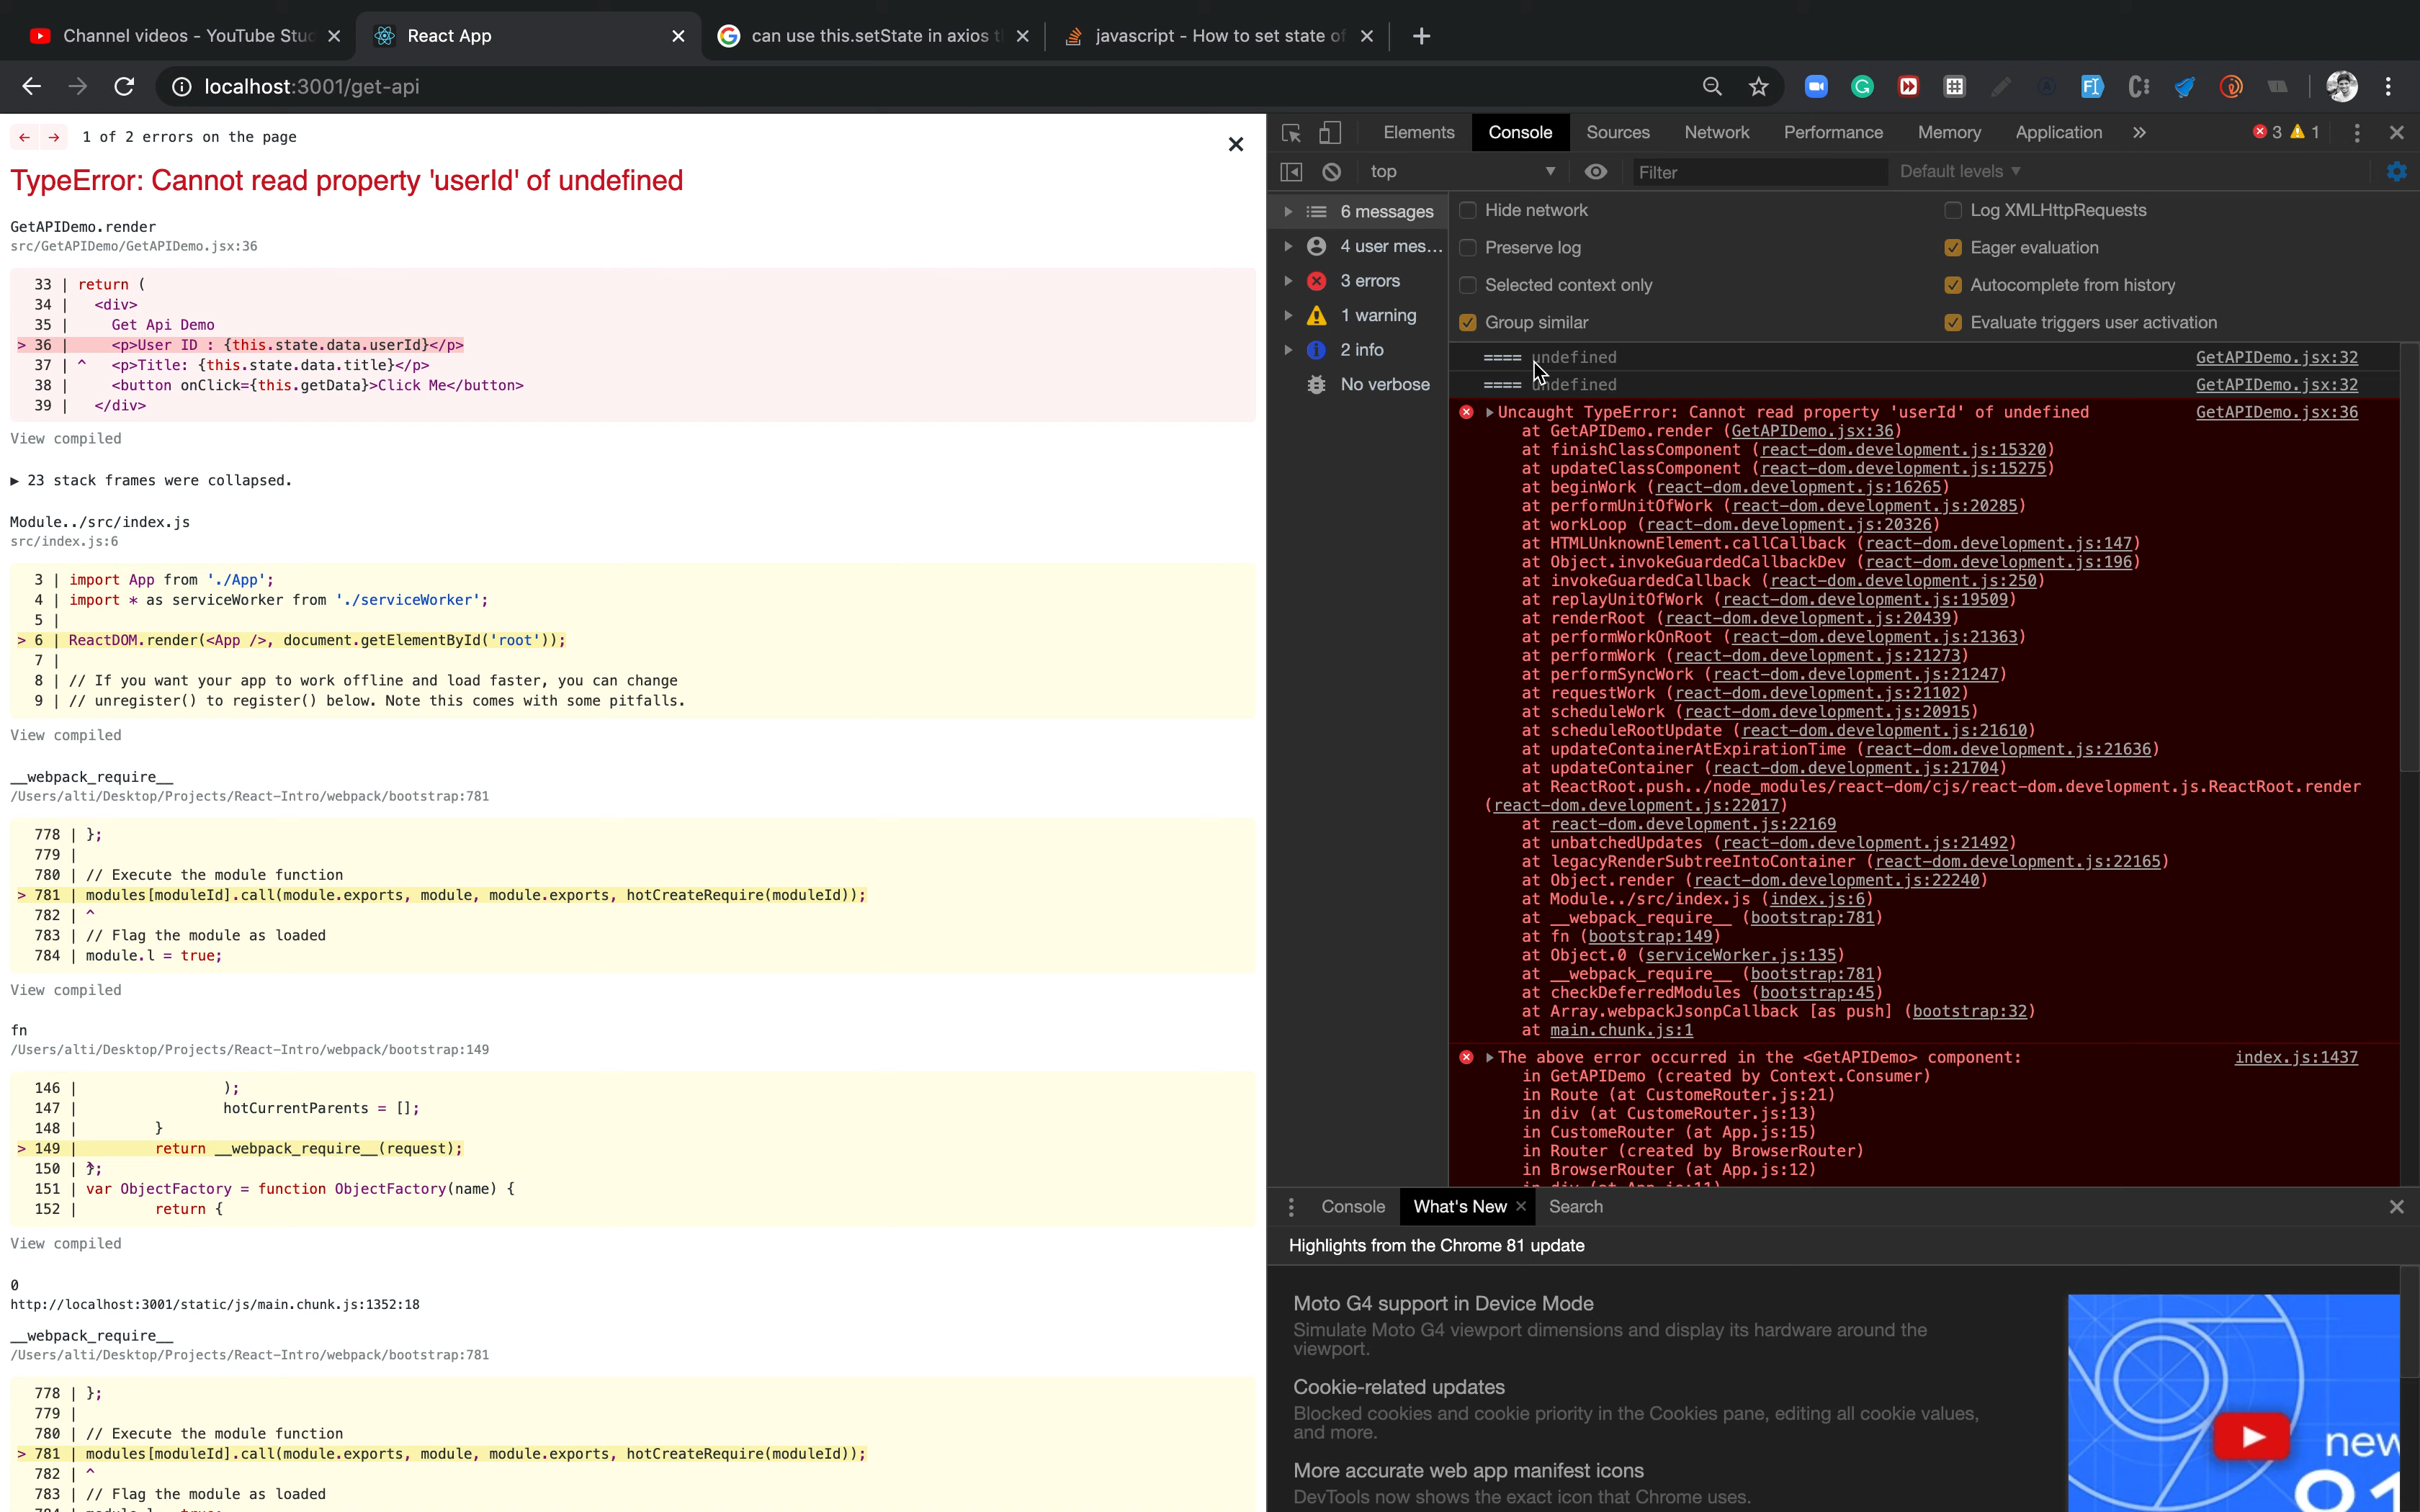 Channel videos - YouTube Stu
React App
can use this.setState in axios t
javascript - How to set state of
localhost:3001/get-api
1 of 2 errors on the page
TypeError: Cannot read property 'userId' of undefined
GetAPIDemo.render
src/GetAPIDemo/GetAPIDemo.jsx:36
33 | return (
34 |   <div>
35 |     Get Api Demo
> 36 |     <p>User ID : {this.state.data.userId}</p>
37 | ^   <p>Title: {this.state.data.title}</p>
38 |     <button onClick={this.getData}>Click Me</button>
39 |   </div>
View compiled
▶ 23 stack frames were collapsed.
Module../src/index.js
src/index.js:6
3 | import App from './App';
4 | import * as serviceWorker from './serviceWorker';
5 |
> 6 | ReactDOM.render(<App />, document.getElementById('root'));
7 |
8 | // If you want your app to work offline and load faster, you can change
9 | // unregister() to register() below. Note this comes with some pitfalls.
View compiled
__webpack_require__
/Users/alti/Desktop/Projects/React-Intro/webpack/bootstrap:781
778 | };
779 |
780 | // Execute the module function
> 781 | modules[moduleId].call(module.exports, module, module.exports, hotCreateRequire(moduleId));
782 | ^
783 | // Flag the module as loaded
784 | module.l = true;
View compiled
fn
/Users/alti/Desktop/Projects/React-Intro/webpack/bootstrap:149
146 |                 );
147 |                 hotCurrentParents = [];
148 |         }
> 149 |         return __webpack_require__(request);
150 | };
151 | var ObjectFactory = function ObjectFactory(name) {
152 |         return {
View compiled
0
http://localhost:3001/static/js/main.chunk.js:1352:18
__webpack_require__
/Users/alti/Desktop/Projects/React-Intro/webpack/bootstrap:781
778 | };
779 |
780 | // Execute the module function
> 781 | modules[moduleId].call(module.exports, module, module.exports, hotCreateRequire(moduleId));
782 | ^
783 | // Flag the module as loaded
Elements Console Sources Network Performance Memory Application » 3 1
top Filter Default levels ▼
6 messages
4 user mes...
3 errors
1 warning
2 info
No verbose
Hide network Log XMLHttpRequests
Preserve log Eager evaluation
Selected context only Autocomplete from history
Group similar Evaluate triggers user activation
==== undefined GetAPIDemo.jsx:32
==== undefined GetAPIDemo.jsx:32
▶Uncaught TypeError: Cannot read property 'userId' of undefined GetAPIDemo.jsx:36
at GetAPIDemo.render (GetAPIDemo.jsx:36)
at finishClassComponent (react-dom.development.js:15320)
at updateClassComponent (react-dom.development.js:15275)
at beginWork (react-dom.development.js:16265)
at performUnitOfWork (react-dom.development.js:20285)
at workLoop (react-dom.development.js:20326)
at HTMLUnknownElement.callCallback (react-dom.development.js:147)
at Object.invokeGuardedCallbackDev (react-dom.development.js:196)
at invokeGuardedCallback (react-dom.development.js:250)
at replayUnitOfWork (react-dom.development.js:19509)
at renderRoot (react-dom.development.js:20439)
at performWorkOnRoot (react-dom.development.js:21363)
at performWork (react-dom.development.js:21273)
at performSyncWork (react-dom.development.js:21247)
at requestWork (react-dom.development.js:21102)
at scheduleWork (react-dom.development.js:20915)
at scheduleRootUpdate (react-dom.development.js:21610)
at updateContainerAtExpirationTime (react-dom.development.js:21636)
at updateContainer (react-dom.development.js:21704)
at ReactRoot.push../node_modules/react-dom/cjs/react-dom.development.js.ReactRoot.render
(react-dom.development.js:22017)
at react-dom.development.js:22169
at unbatchedUpdates (react-dom.development.js:21492)
at legacyRenderSubtreeIntoContainer (react-dom.development.js:22165)
at Object.render (react-dom.development.js:22240)
at Module../src/index.js (index.js:6)
at __webpack_require__ (bootstrap:781)
at fn (bootstrap:149)
at Object.0 (serviceWorker.js:135)
at __webpack_require__ (bootstrap:781)
at checkDeferredModules (bootstrap:45)
at Array.webpackJsonpCallback [as push] (bootstrap:32)
at main.chunk.js:1
▶The above error occurred in the <GetAPIDemo> component: index.js:1437
in GetAPIDemo (created by Context.Consumer)
in Route (at CustomeRouter.js:21)
in div (at CustomeRouter.js:13)
in CustomeRouter (at App.js:15)
in Router (created by BrowserRouter)
in BrowserRouter (at App.js:12)
Console What's New Search
Highlights from the Chrome 81 update
Moto G4 support in Device Mode
Simulate Moto G4 viewport dimensions and display its hardware around the
viewport.
Cookie-related updates
Blocked cookies and cookie priority in the Cookies pane, editing all cookie values,
and more.
More accurate web app manifest icons
DevTools now shows the exact icon that Chrome uses.
new